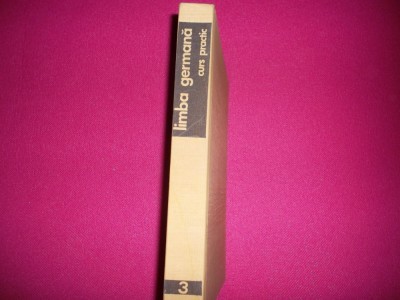 limba germană
curs practic
3